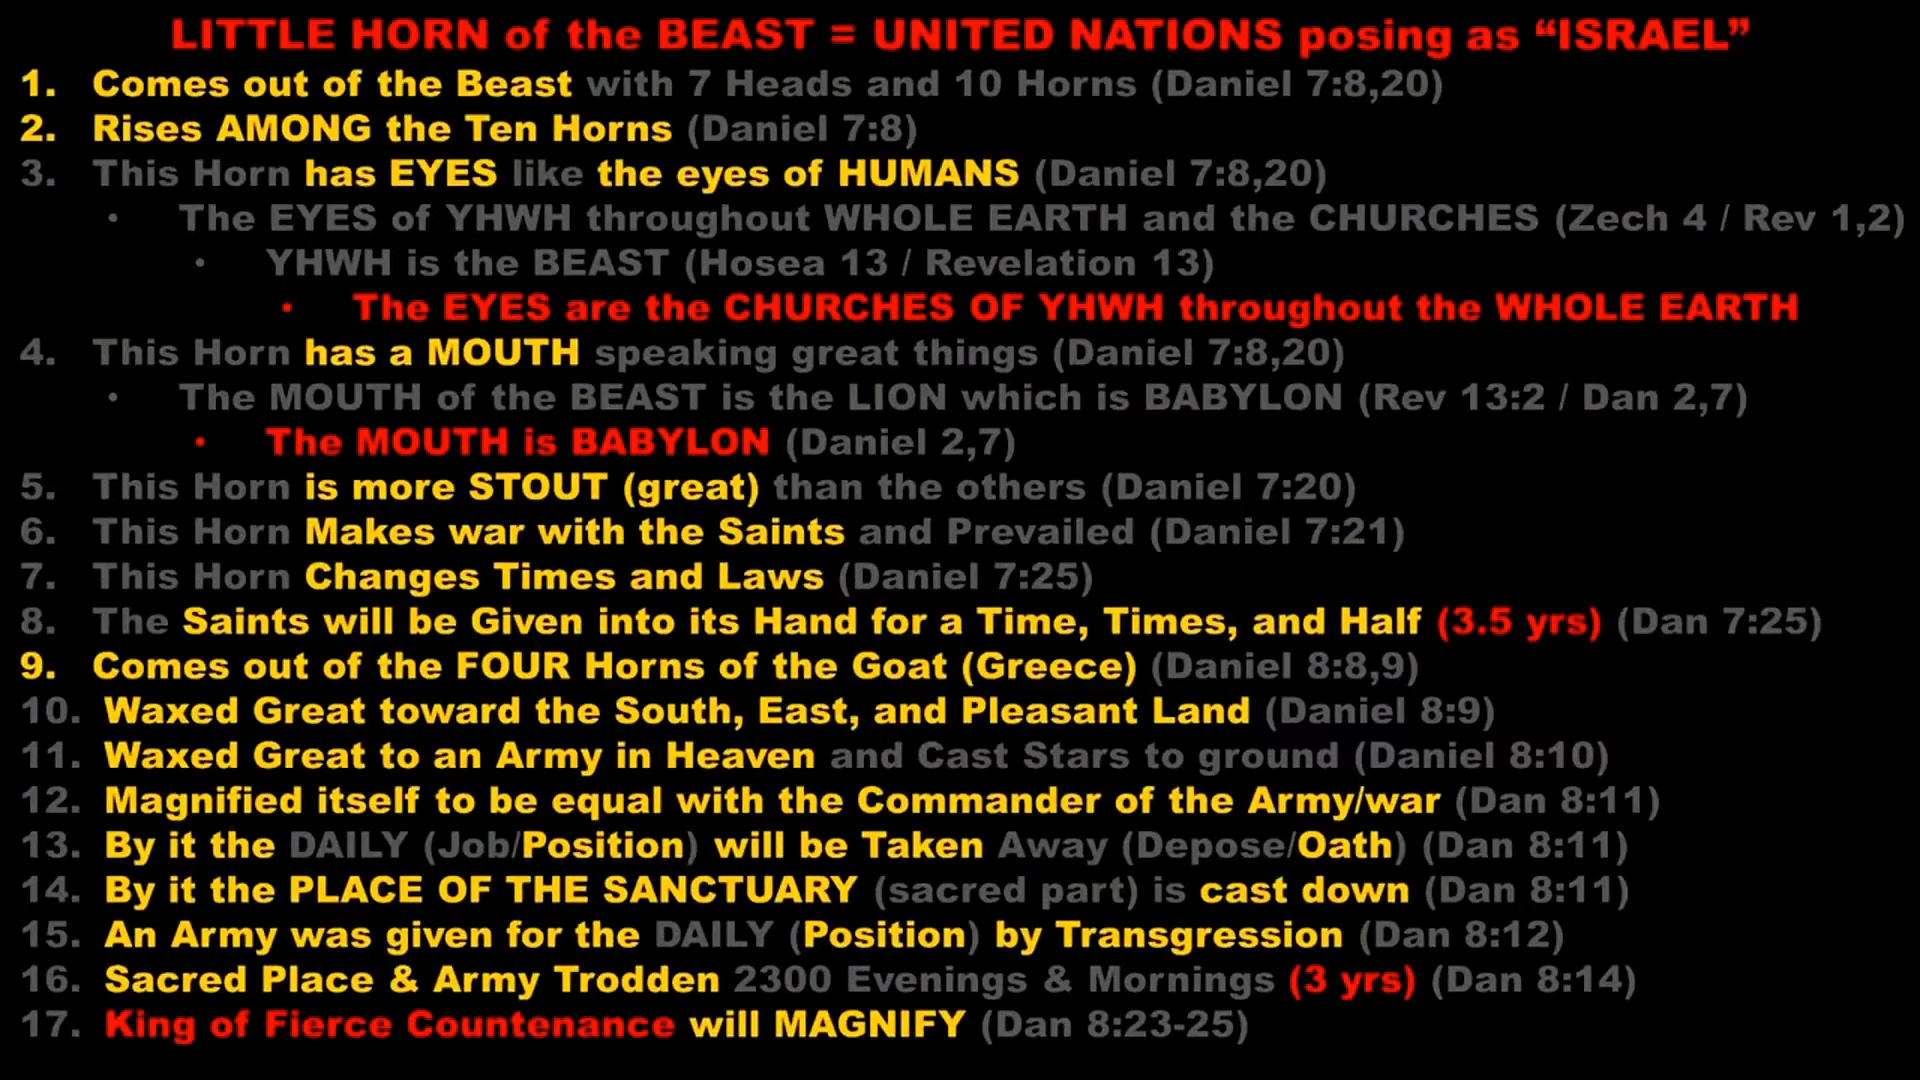 LITTLE HORN of the BEAST = UNITED NATIONS posing as “ISRAEL”
1. Comes out of the Beast with 7 Heads and 10 Horns (Daniel 7:8,20)
2. Rises AMONG the Ten Horns (Daniel 7:8)
3. This Horn has EYES like the eyes of HUMANS (Daniel 7:8,20)
• The EYES of YHWH throughout WHOLE EARTH and the CHURCHES (Zech 4 / Rev 1,2)
• YHWH is the BEAST (Hosea 13 / Revelation 13)
• The EYES are the CHURCHES OF YHWH throughout the WHOLE EARTH
4. This Horn has a MOUTH speaking great things (Daniel 7:8,20)
• The MOUTH of the BEAST is the LION which is BABYLON (Rev 13:2 / Dan 2,7)
• The MOUTH is BABYLON (Daniel 2,7)
5. This Horn is more STOUT (great) than the others (Daniel 7:20)
6. This Horn Makes war with the Saints and Prevailed (Daniel 7:21)
7. This Horn Changes Times and Laws (Daniel 7:25)
8. The Saints will be Given into its Hand for a Time, Times, and Half (3.5 yrs) (Dan 7:25)
9. Comes out of the FOUR Horns of the Goat (Greece) (Daniel 8:8,9)
10. Waxed Great toward the South, East, and Pleasant Land (Daniel 8:9)
11. Waxed Great to an Army in Heaven and Cast Stars to ground (Daniel 8:10)
12. Magnified itself to be equal with the Commander of the Army/war (Dan 8:11)
13. By it the DAILY (Job/Position) will be Taken Away (Depose/Oath) (Dan 8:11)
14. By it the PLACE OF THE SANCTUARY (sacred part) is cast down (Dan 8:11)
15. An Army was given for the DAILY (Position) by Transgression (Dan 8:12)
16. Sacred Place & Army Trodden 2300 Evenings & Mornings (3 yrs) (Dan 8:14)
17. King of Fierce Countenance will MAGNIFY (Dan 8:23-25)